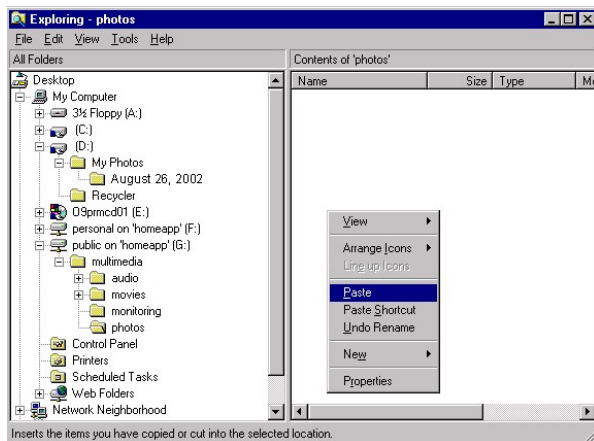 Exploring - photos
File Edit View Tools Help
All Folders
Contents of 'photos'
Name Size Type Mo
Desktop
My Computer
3½ Floppy (A:)
(C:)
(D:)
My Photos
August 26, 2002
Recycler
09prmcd01 (E:)
personal on 'homeapp' (F:)
public on 'homeapp' (G:)
multimedia
audio
movies
monitoring
photos
Control Panel
Printers
Scheduled Tasks
Web Folders
Network Neighborhood
View
Arrange Icons
Line up Icons
Paste
Paste Shortcut
Undo Rename
New
Properties
Inserts the items you have copied or cut into the selected location.